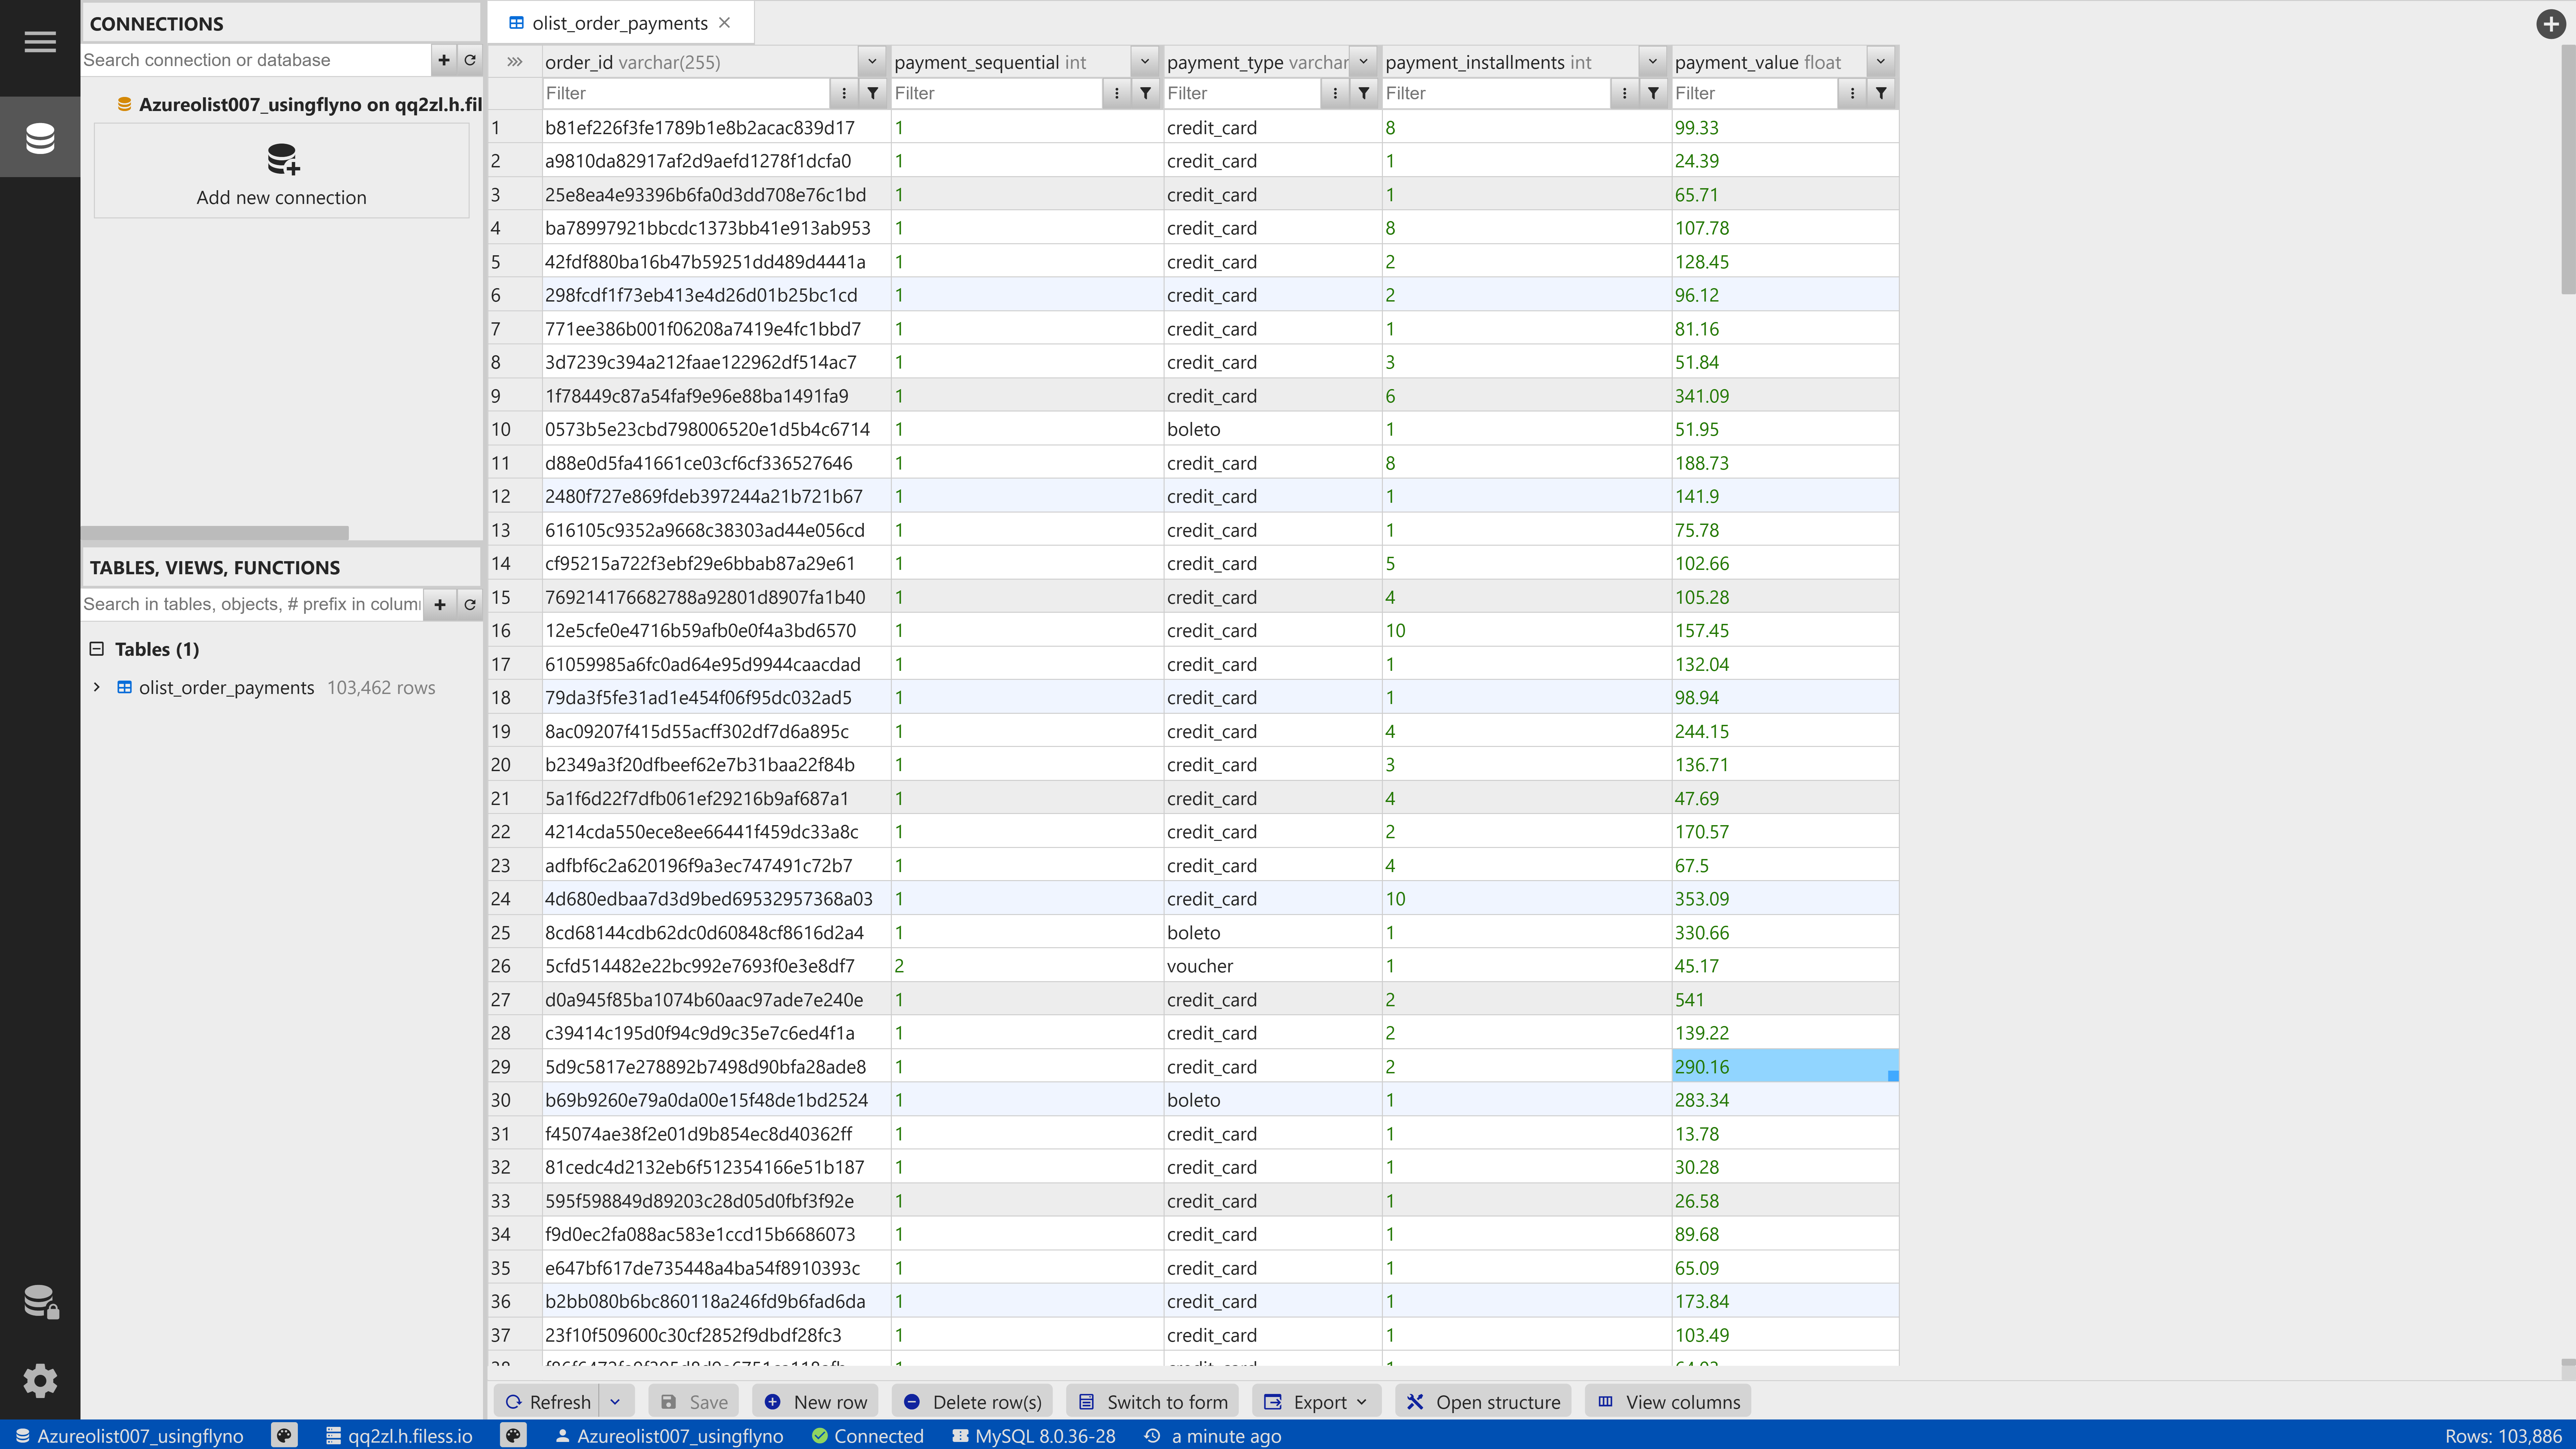 CONNECTIONS
Search connection or database
Azureolist007_usingflyno on qq2zl.h.fil
Add new connection
TABLES, VIEWS, FUNCTIONS
Search in tables, objects, # prefix in colum
Tables (1)
olist_order_payments 103,462 rows
olist_order_payments
order_id varchar(255) payment_sequential int payment_type varchar payment_installments int payment_value float
Filter Filter Filter Filter Filter
1 b81ef226f3fe1789b1e8b2acac839d17 1 credit_card 8 99.33
2 a9810da82917af2d9aefd1278f1dcfa0 1 credit_card 1 24.39
3 25e8ea4e93396b6fa0d3dd708e76c1bd 1 credit_card 1 65.71
4 ba78997921bbcdc1373bb41e913ab953 1 credit_card 8 107.78
5 42fdf880ba16b47b59251dd489d4441a 1 credit_card 2 128.45
6 298fcdf1f73eb413e4d26d01b25bc1cd 1 credit_card 2 96.12
7 771ee386b001f06208a7419e4fc1bbd7 1 credit_card 1 81.16
8 3d7239c394a212faae122962df514ac7 1 credit_card 3 51.84
9 1f78449c87a54faf9e96e88ba1491fa9 1 credit_card 6 341.09
10 0573b5e23cbd798006520e1d5b4c6714 1 boleto 1 51.95
11 d88e0d5fa41661ce03cf6cf336527646 1 credit_card 8 188.73
12 2480f727e869fdeb397244a21b721b67 1 credit_card 1 141.9
13 616105c9352a9668c38303ad44e056cd 1 credit_card 1 75.78
14 cf95215a722f3ebf29e6bbab87a29e61 1 credit_card 5 102.66
15 769214176682788a92801d8907fa1b40 1 credit_card 4 105.28
16 12e5cfe0e4716b59afb0e0f4a3bd6570 1 credit_card 10 157.45
17 61059985a6fc0ad64e95d9944caacdad 1 credit_card 1 132.04
18 79da3f5fe31ad1e454f06f95dc032ad5 1 credit_card 1 98.94
19 8ac09207f415d55acff302df7d6a895c 1 credit_card 4 244.15
20 b2349a3f20dfbeef62e7b31baa22f84b 1 credit_card 3 136.71
21 5a1f6d22f7dfb061ef29216b9af687a1 1 credit_card 4 47.69
22 4214cda550ece8ee66441f459dc33a8c 1 credit_card 2 170.57
23 adfbf6c2a620196f9a3ec747491c72b7 1 credit_card 4 67.5
24 4d680edbaa7d3d9bed69532957368a03 1 credit_card 10 353.09
25 8cd68144cdb62dc0d60848cf8616d2a4 1 boleto 1 330.66
26 5cfd514482e22bc992e7693f0e3e8df7 2 voucher 1 45.17
27 d0a945f85ba1074b60aac97ade7e240e 1 credit_card 2 541
28 c39414c195d0f94c9d9c35e7c6ed4f1a 1 credit_card 2 139.22
29 5d9c5817e278892b7498d90bfa28ade8 1 credit_card 2 290.16
30 b69b9260e79a0da00e15f48de1bd2524 1 boleto 1 283.34
31 f45074ae38f2e01d9b854ec8d40362ff 1 credit_card 1 13.78
32 81cedc4d2132eb6f512354166e51b187 1 credit_card 1 30.28
33 595f598849d89203c28d05d0fbf3f92e 1 credit_card 1 26.58
34 f9d0ec2fa088ac583e1ccd15b6686073 1 credit_card 1 89.68
35 e647bf617de735448a4ba54f8910393c 1 credit_card 1 65.09
36 b2bb080b6bc860118a246fd9b6fad6da 1 credit_card 1 173.84
37 23f10f509600c30cf2852f9dbdf28fc3 1 credit_card 1 103.49
Refresh Save New row Delete row(s) Switch to form Export Open structure View columns
Azureolist007_usingflyno qq2zl.h.filess.io Azureolist007_usingflyno Connected MySQL 8.0.36-28 a minute ago Rows: 103,886